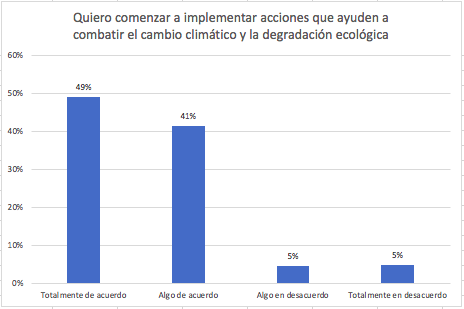 Quiero comenzar a implementar acciones que ayuden a
combatir el cambio climático y la degradación ecológica
60%
50%
40%
30%
20%
10%
0%
49%
41%
5%
5%
Totalmente de acuerdo
Algo de acuerdo
Algo en desacuerdo
Totalmente en desacuerdo